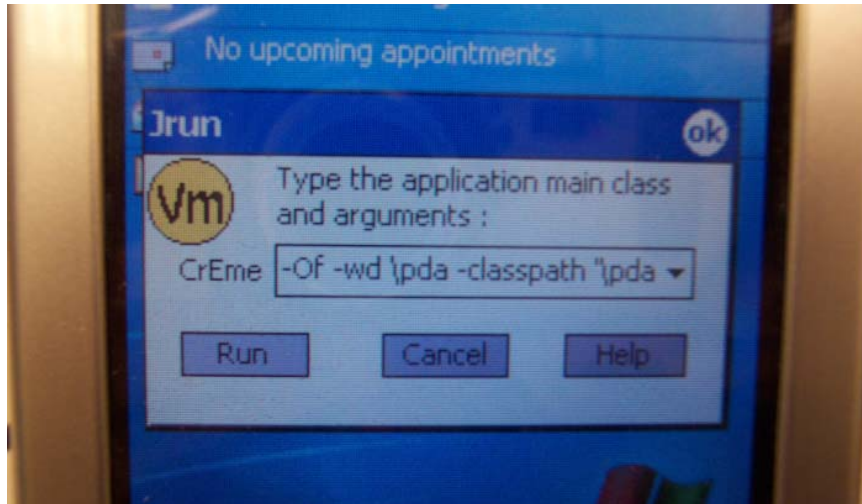 No upcoming appointments
Jrun
ok
Vm
Type the application main class
and arguments :
CrEme
-Of -wd \pda -classpath "\pda
Run
Cancel
Help